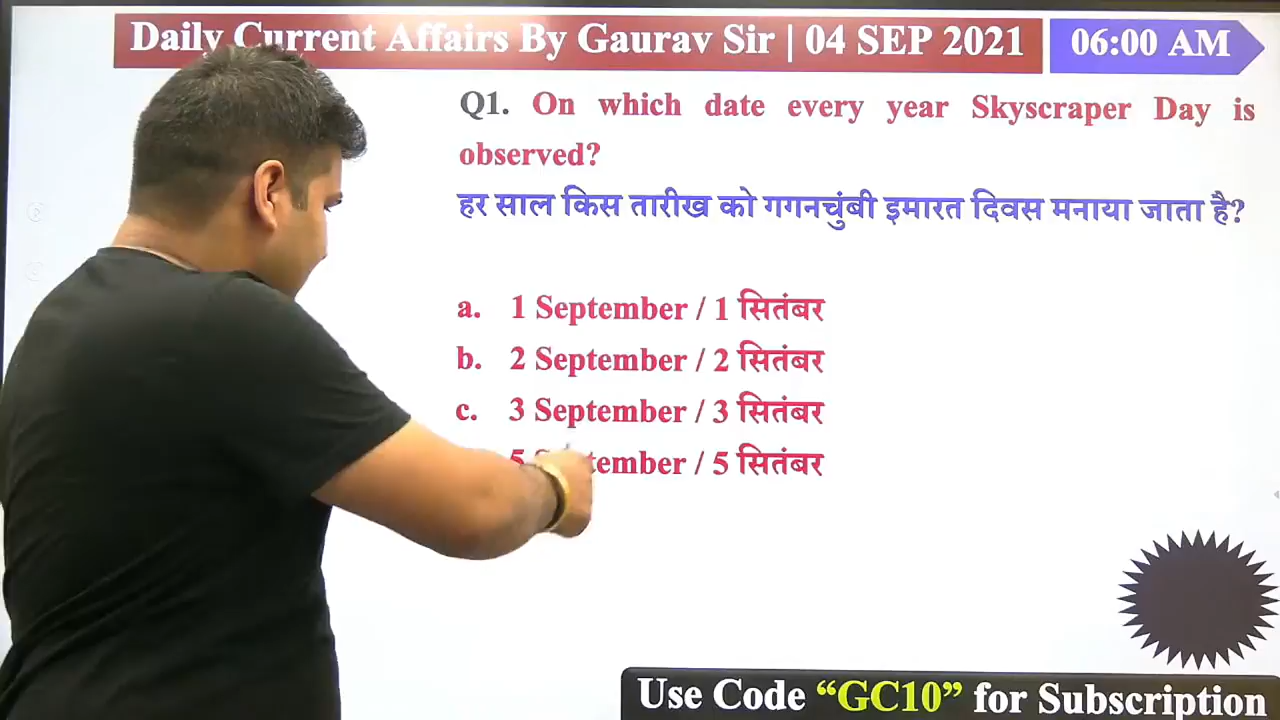 Daily Current Affairs By Gaurav Sir | 04 SEP 2021
06:00 AM
Q1. On which date every year Skyscraper Day is
observed?
हर साल किस तारीख को गगनचुंबी इमारत दिवस मनाया जाता है?
a. 1 September / 1 सितंबर
b. 2 September / 2 सितंबर
c. 3 September / 3 सितंबर
5 September / 5 सितंबर
Use Code “GC10” for Subscription